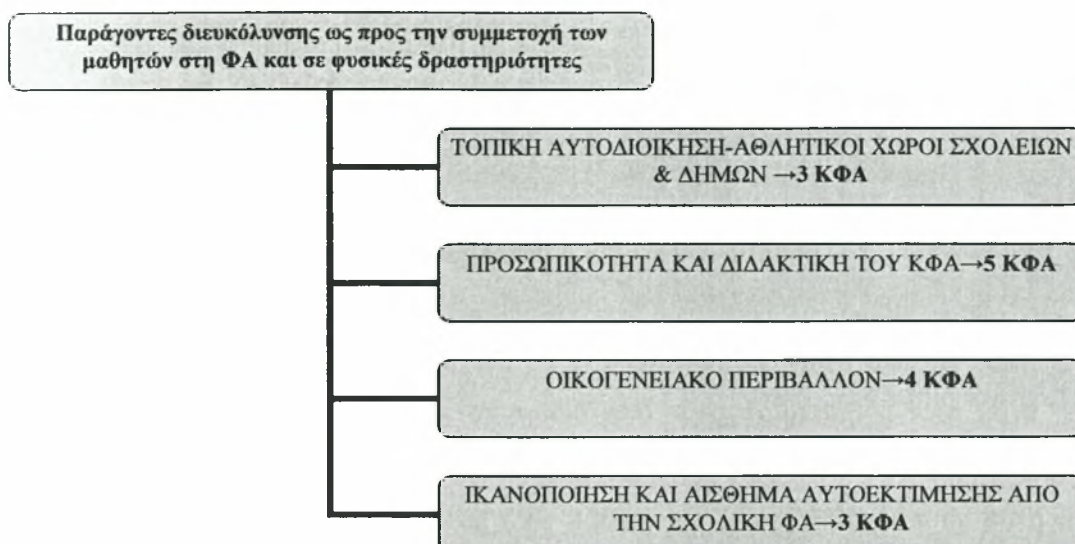 Παράγοντες διευκόλυνσης ως προς την συμμετοχή των
μαθητών στη ΦΑ και σε φυσικές δραστηριότητες
ΤΟΠΙΚΗ ΑΥΤΟΔΙΟΙΚΗΣΗ-ΑΘΛΗΤΙΚΟΙ ΧΩΡΟΙ ΣΧΟΛΕΙΩΝ
& ΔΗΜΩΝ →3 ΚΦΑ
ΠΡΟΣΩΠΙΚΟΤΗΤΑ ΚΑΙ ΔΙΔΑΚΤΙΚΗ ΤΟΥ ΚΦΑ→5 ΚΦΑ
ΟΙΚΟΓΕΝΕΙΑΚΟ ΠΕΡΙΒΑΛΛΟΝ→4 ΚΦΑ
ΙΚΑΝΟΠΟΙΗΣΗ ΚΑΙ ΑΙΣΘΗΜΑ ΑΥΤΟΕΚΤΙΜΗΣΗΣ ΑΠΟ
ΤΗΝ ΣΧΟΛΙΚΗ ΦΑ→3 ΚΦΑ